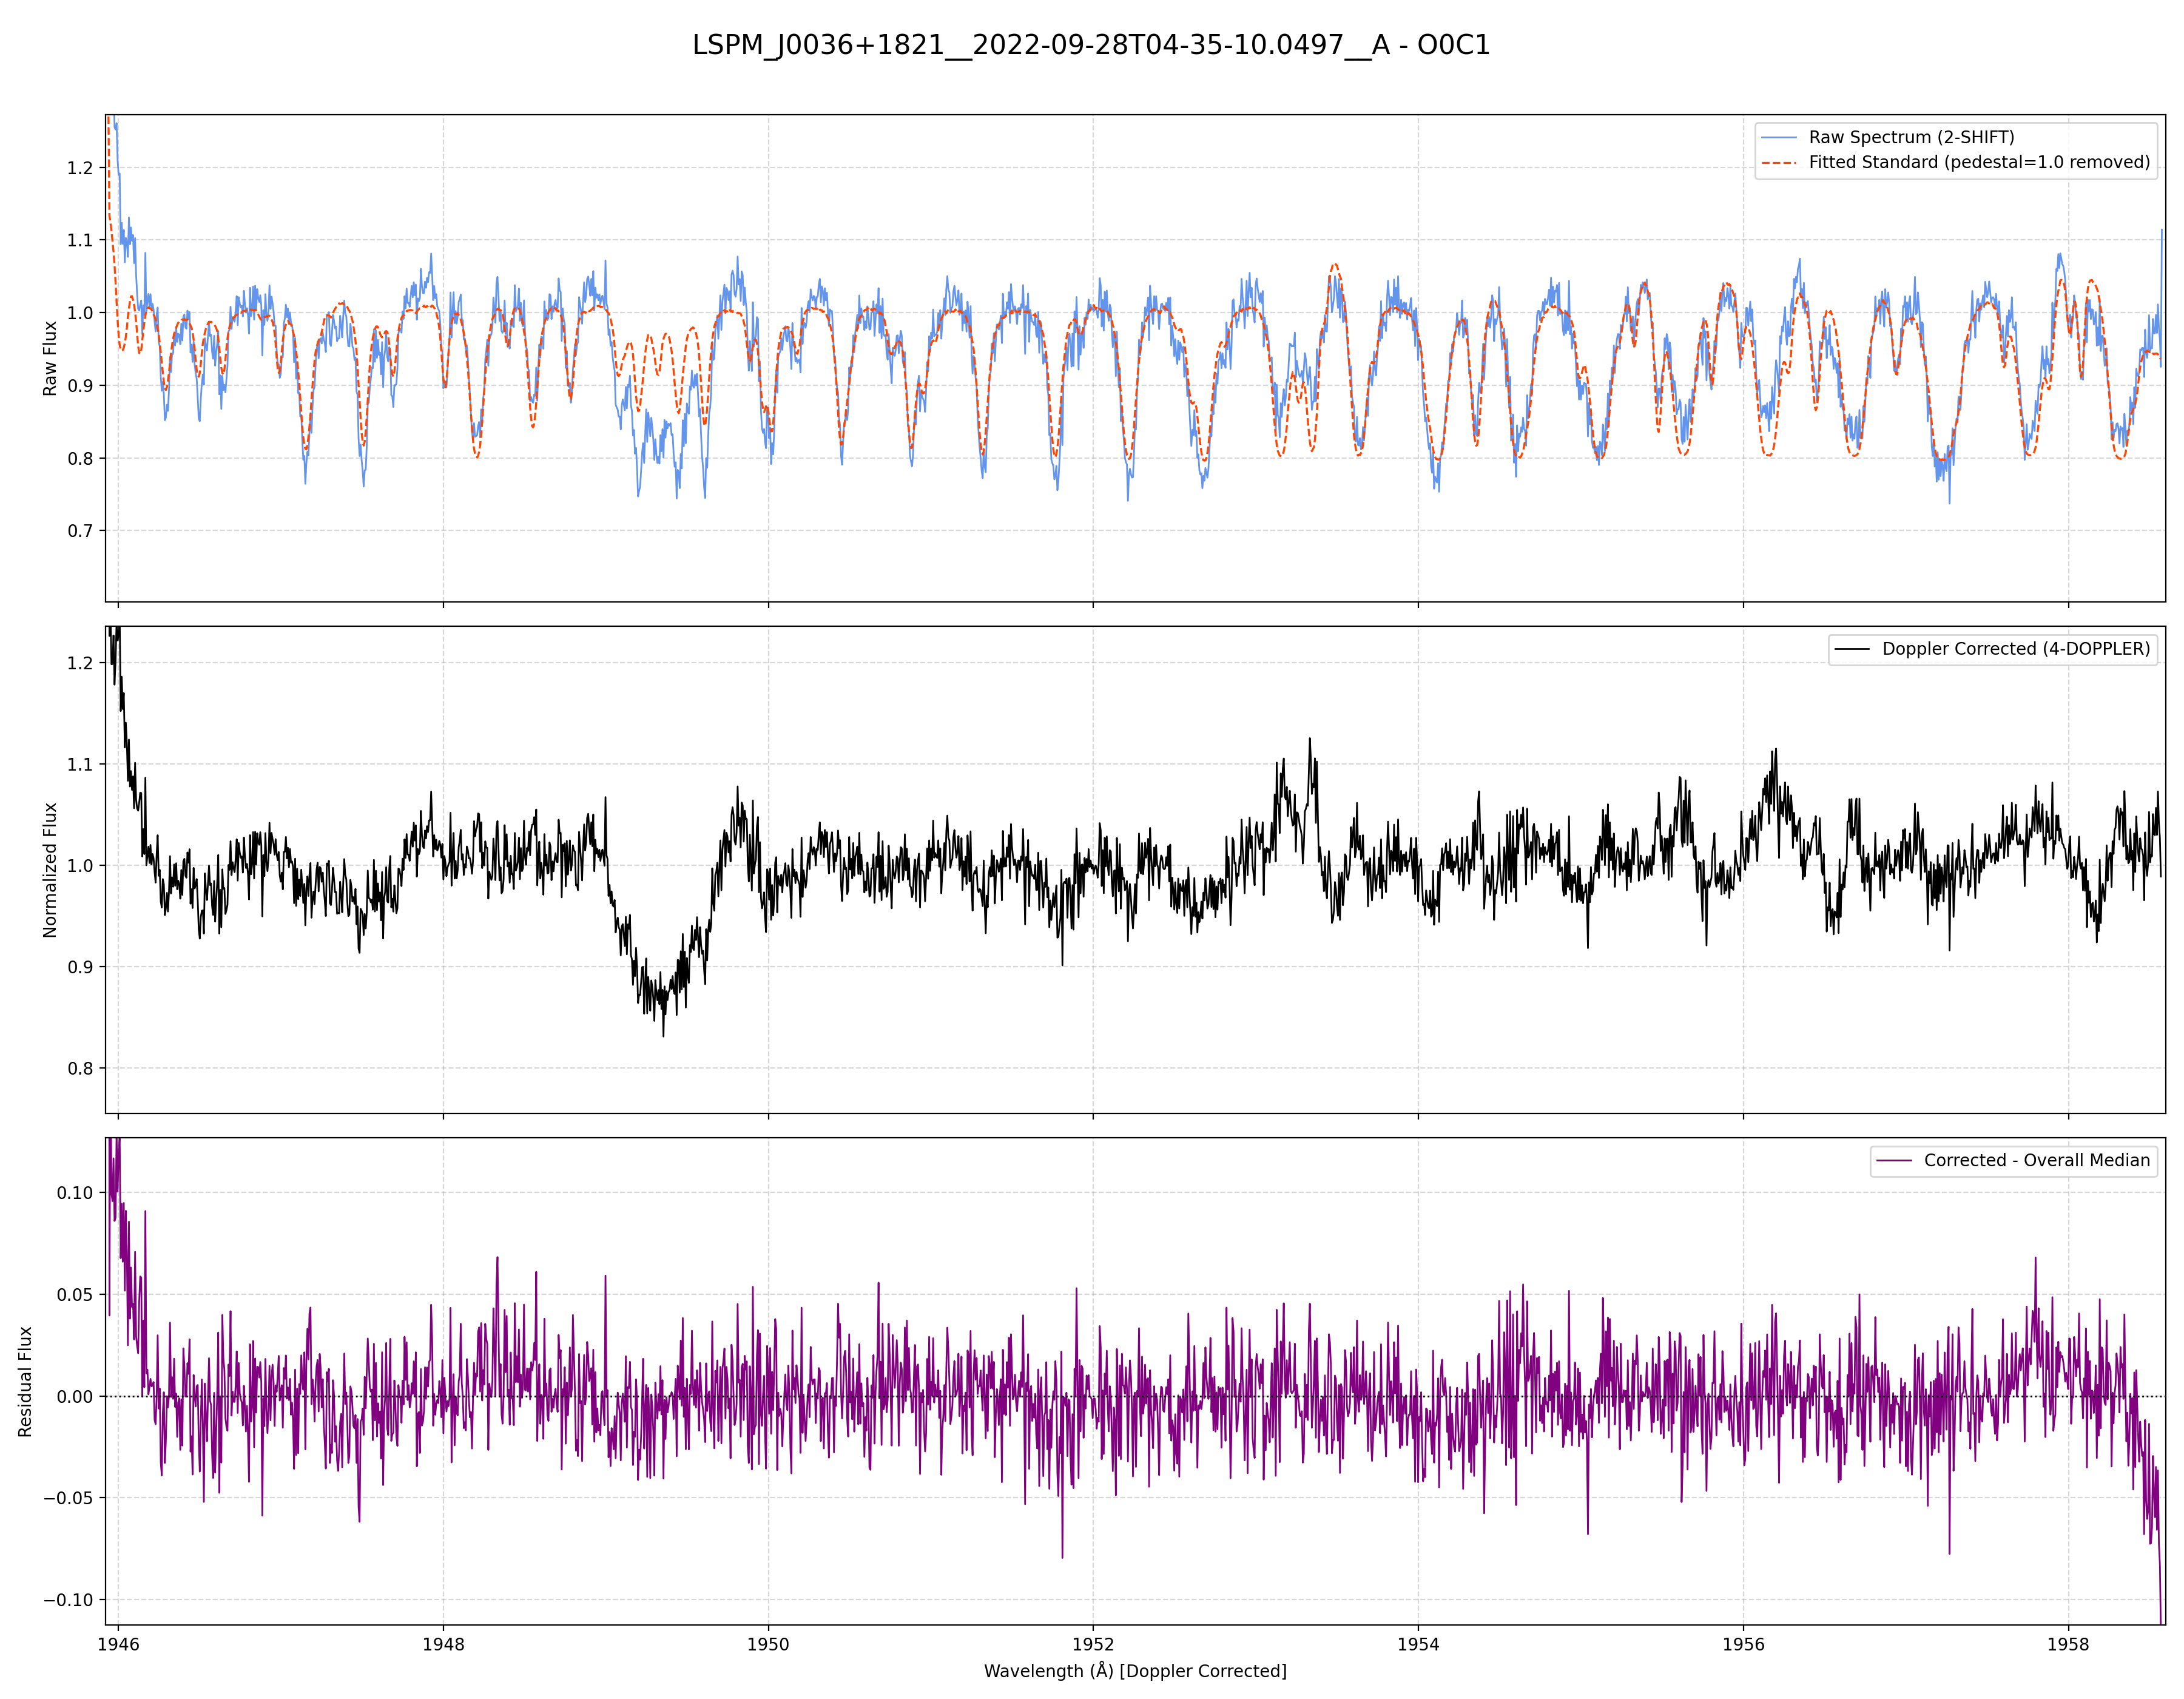 LSPM_J0036+1821__2022-09-28T04-35-10.0497__A - O0C1
Raw Flux
1.2
1.1
1.0
0.9
0.8
0.7
Raw Spectrum (2-SHIFT)
Fitted Standard (pedestal=1.0 removed)
Normalized Flux
1.2
1.1
1.0
0.9
0.8
Doppler Corrected (4-DOPPLER)
Residual Flux
0.10
0.05
0.00
−0.05
−0.10
Corrected - Overall Median
1946 1948 1950 1952 1954 1956 1958
Wavelength (Å) [Doppler Corrected]